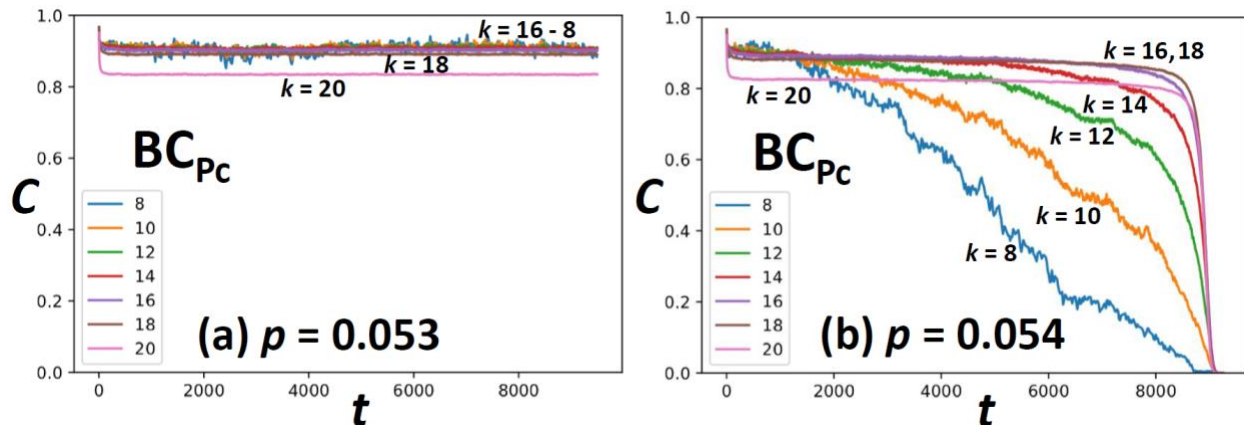 1.0
0.8
0.6
0.4
0.2
0.0
C
k = 16 - 8
k = 18
k = 20
BCPc
8
10
12
14
16
18
20
(a) p = 0.053
0
2000
4000
6000
8000
t
1.0
0.8
0.6
0.4
0.2
0.0
C
k = 16, 18
k = 20
k = 14
k = 12
BCPc
k = 10
k = 8
8
10
12
14
16
18
20
(b) p = 0.054
0
2000
4000
6000
8000
t